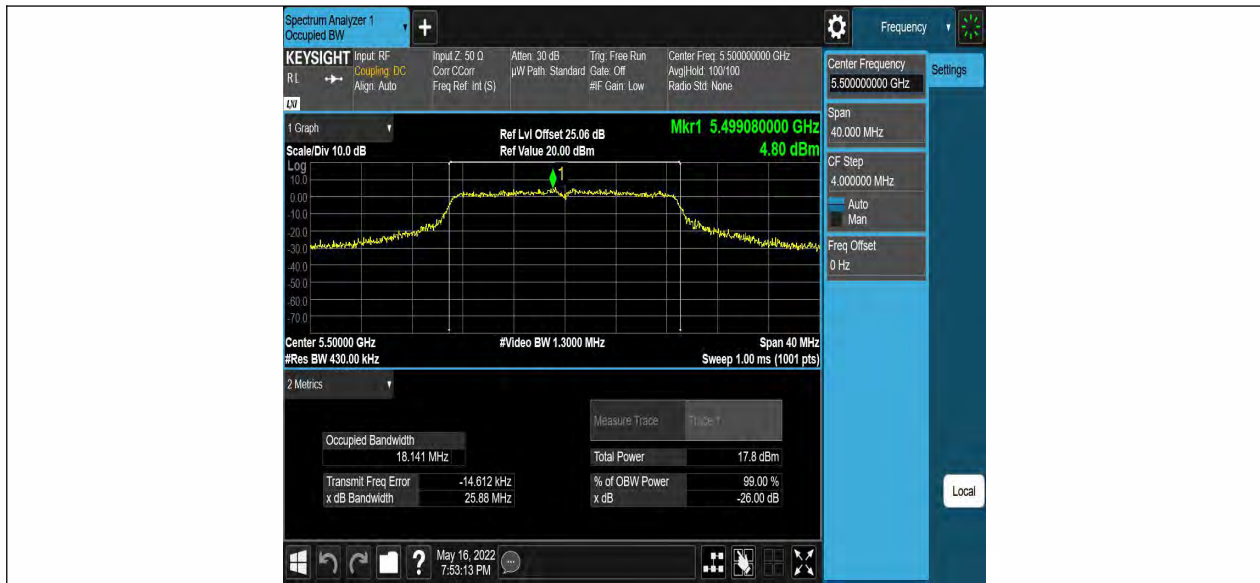 Spectrum Analyzer 1
Occupied BW
+
Frequency
KEYSIGHT
RL
LXI
Input: RF
Coupling: DC
Align: Auto
Input Z: 50 Ω
Corr CCorr
Freq Ref: Int (S)
Atten: 30 dB
µW Path: Standard
Trig: Free Run
Gate: Off
#IF Gain: Low
Center Freq: 5.500000000 GHz
Avg|Hold: 100/100
Radio Std: None
Center Frequency
5.500000000 GHz
Settings
Span
40.000 MHz
CF Step
4.000000 MHz
Auto
Man
Freq Offset
0 Hz
Local
1 Graph
Scale/Div 10.0 dB
Ref Lvl Offset 25.06 dB
Ref Value 20.00 dBm
Mkr1 5.499080000 GHz
4.80 dBm
Log
10.0
0.00
-10.0
-20.0
-30.0
-40.0
-50.0
-60.0
-70.0
1
Center 5.50000 GHz
#Video BW 1.3000 MHz
Span 40 MHz
#Res BW 430.00 kHz
Sweep 1.00 ms (1001 pts)
2 Metrics
Measure Trace
Trace 1
Occupied Bandwidth
18.141 MHz
Total Power
17.8 dBm
Transmit Freq Error
-14.612 kHz
% of OBW Power
99.00 %
x dB Bandwidth
25.88 MHz
x dB
-26.00 dB
?
May 16, 2022
7:53:13 PM